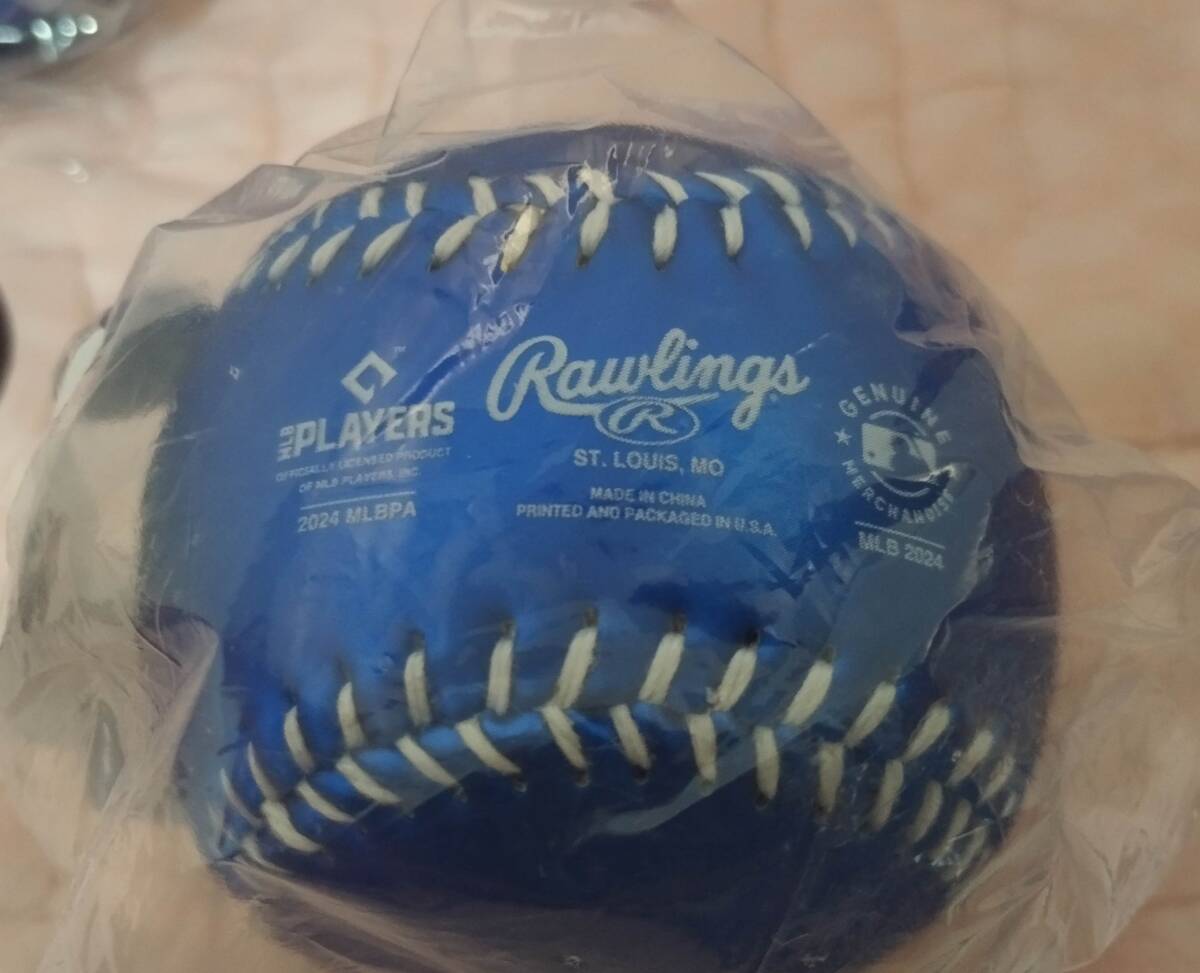 ™
MLB PLAYERS
OFFICIALLY LICENSED PRODUCT
OF MLB PLAYERS, INC.
2024 MLBPA
Rawlings
R
ST. LOUIS, MO
MADE IN CHINA
PRINTED AND PACKAGED IN U.S.A.
GENUINE
MERCHANDISE
MLB 2024